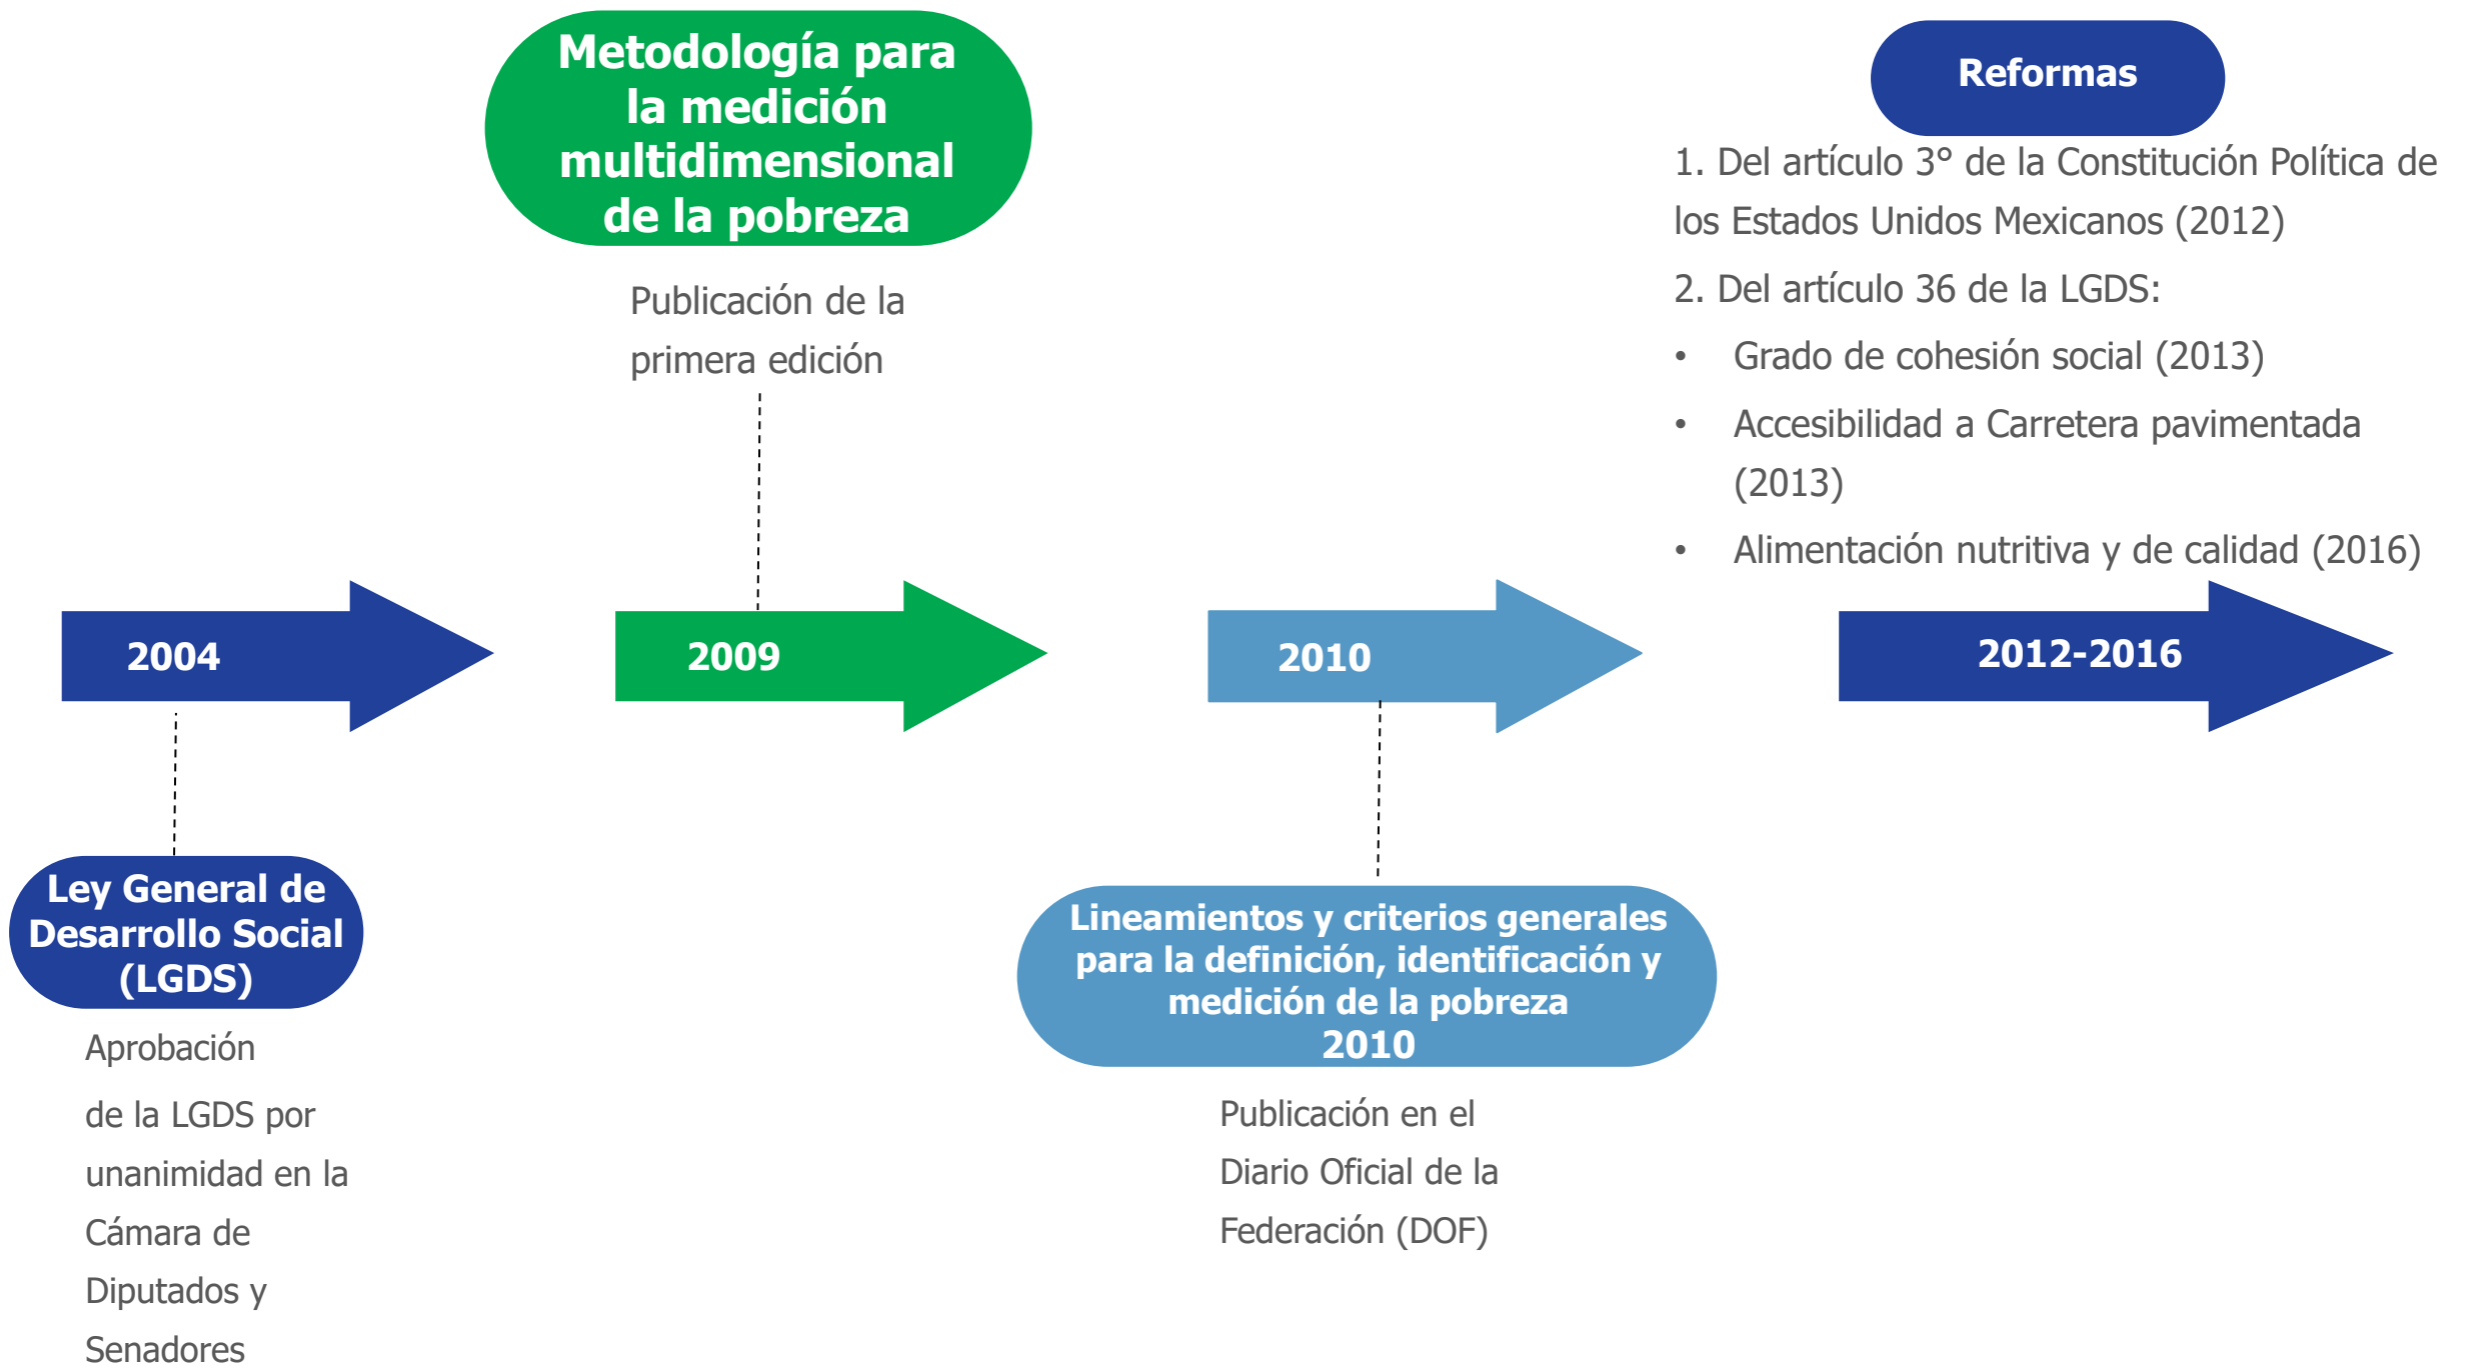 Metodología para
la medición
multidimensional
de la pobreza
Publicación de la
primera edición
Reformas
1. Del artículo 3° de la Constitución Política de
los Estados Unidos Mexicanos (2012)
2. Del artículo 36 de la LGDS:
• Grado de cohesión social (2013)
• Accesibilidad a Carretera pavimentada
(2013)
• Alimentación nutritiva y de calidad (2016)
2004
2009
2010
2012-2016
Ley General de
Desarrollo Social
(LGDS)
Aprobación
de la LGDS por
unanimidad en la
Cámara de
Diputados y
Senadores
Lineamientos y criterios generales
para la definición, identificación y
medición de la pobreza
2010
Publicación en el
Diario Oficial de la
Federación (DOF)